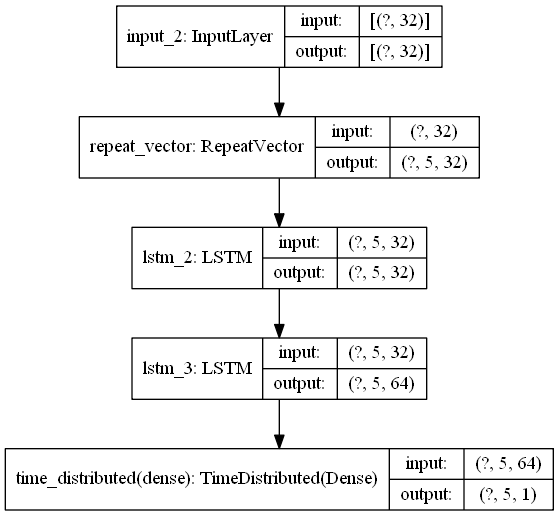 input_2: InputLayer
input: [(?, 32)]
output: [(?, 32)]
repeat_vector: RepeatVector
input: (?, 32)
output: (?, 5, 32)
lstm_2: LSTM
input: (?, 5, 32)
output: (?, 5, 32)
lstm_3: LSTM
input: (?, 5, 32)
output: (?, 5, 64)
time_distributed(dense): TimeDistributed(Dense)
input: (?, 5, 64)
output: (?, 5, 1)